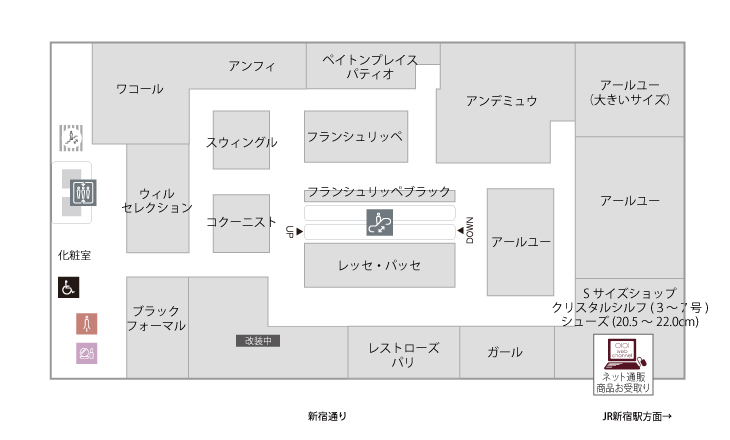 ペイトンプレイス
パティオ
アンフィ
ワコール
アンデミュウ
アールユー
（大きいサイズ）
スウィングル
フランシュリッペ
ウィル
セレクション
フランシュリッペブラック
アールユー
コクーニスト
UP
DOWN
アールユー
化粧室
レッセ・パッセ
Sサイズショップ
クリスタルシルフ (３〜７号 )
シューズ (20.5 〜 22.0cm)
ブラック
フォーマル
改装中
レストローズ
パリ
ガール
OIOI
web
channel
ネット通販
商品お受取り
新宿通り
JR新宿駅方面→